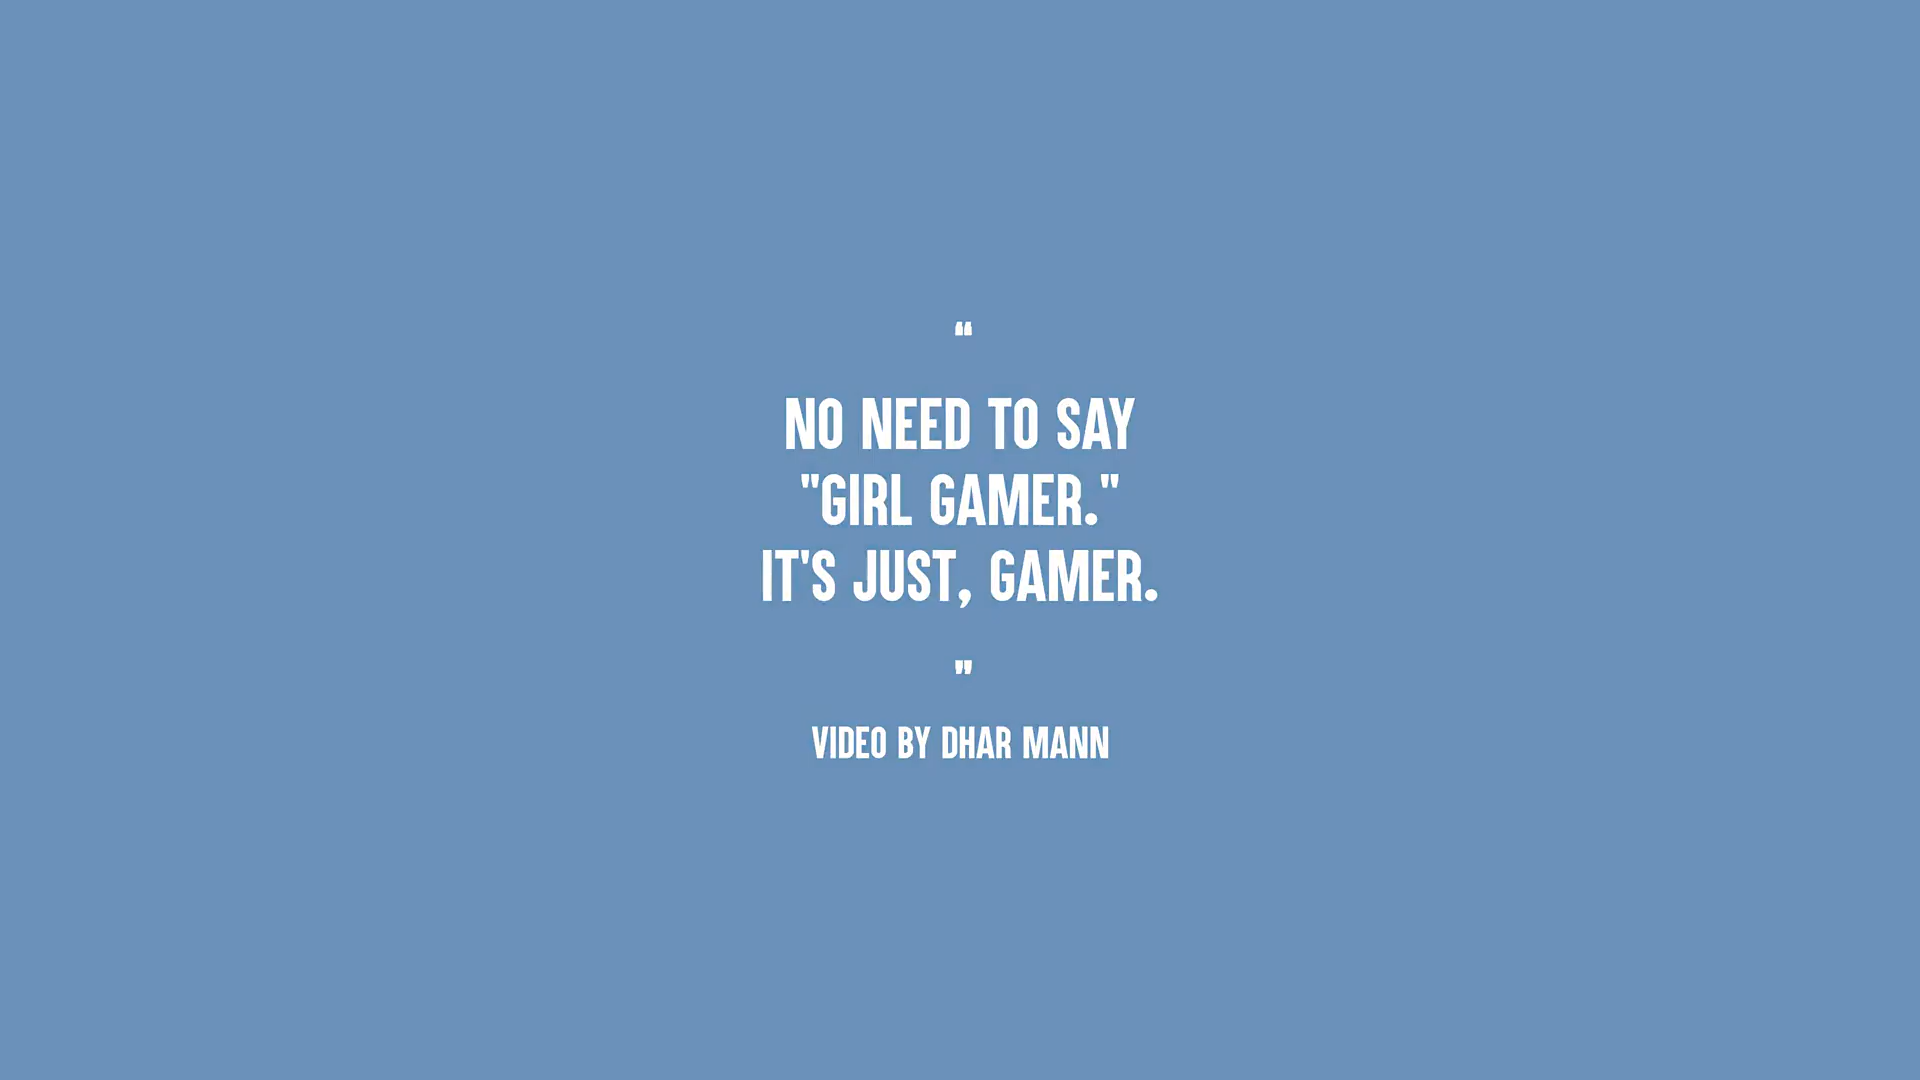 “
NO NEED TO SAY
"GIRL GAMER."
IT'S JUST, GAMER.
”
VIDEO BY DHAR MANN